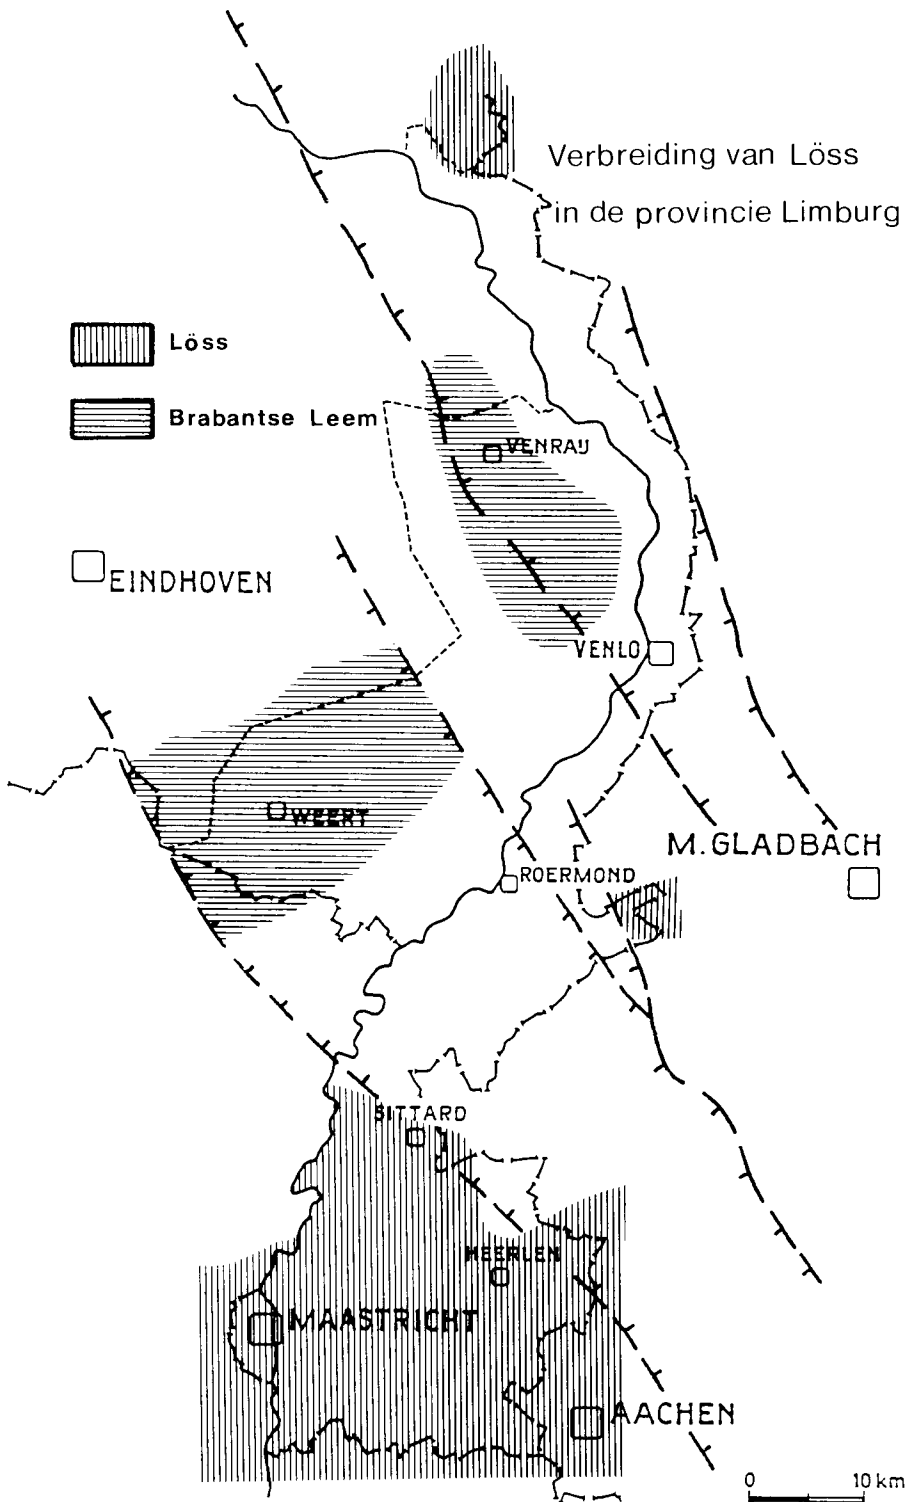 Verbreiding van Löss
in de provincie Limburg
Löss
Brabantse Leem
VENRAIJ
EINDHOVEN
VENLO
WEERT
M.GLADBACH
ROERMOND
SITTARD
HEERLEN
MAASTRICHT
AACHEN
0 10 km